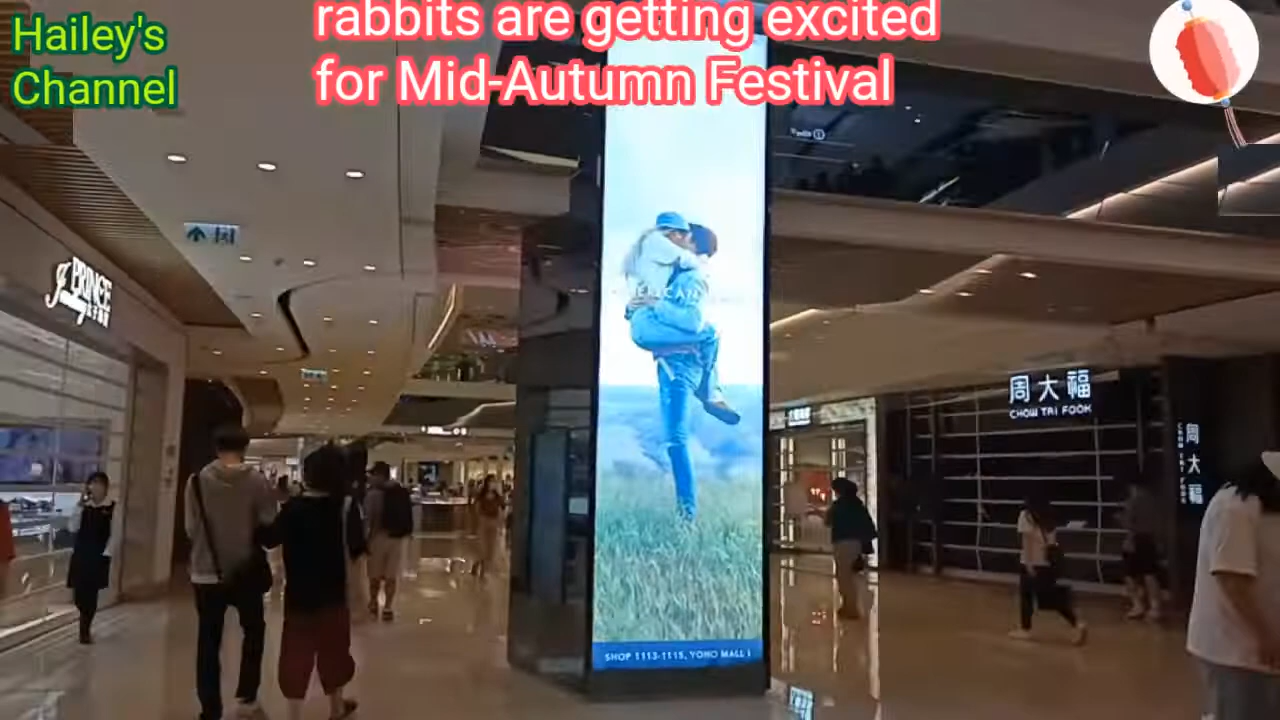 Hailey's
Channel
rabbits are getting excited
for Mid-Autumn Festival
PRINCE
周大福
CHOW TAI FOOK
周大福
SHOP 1113-1115, YOHO MALL I